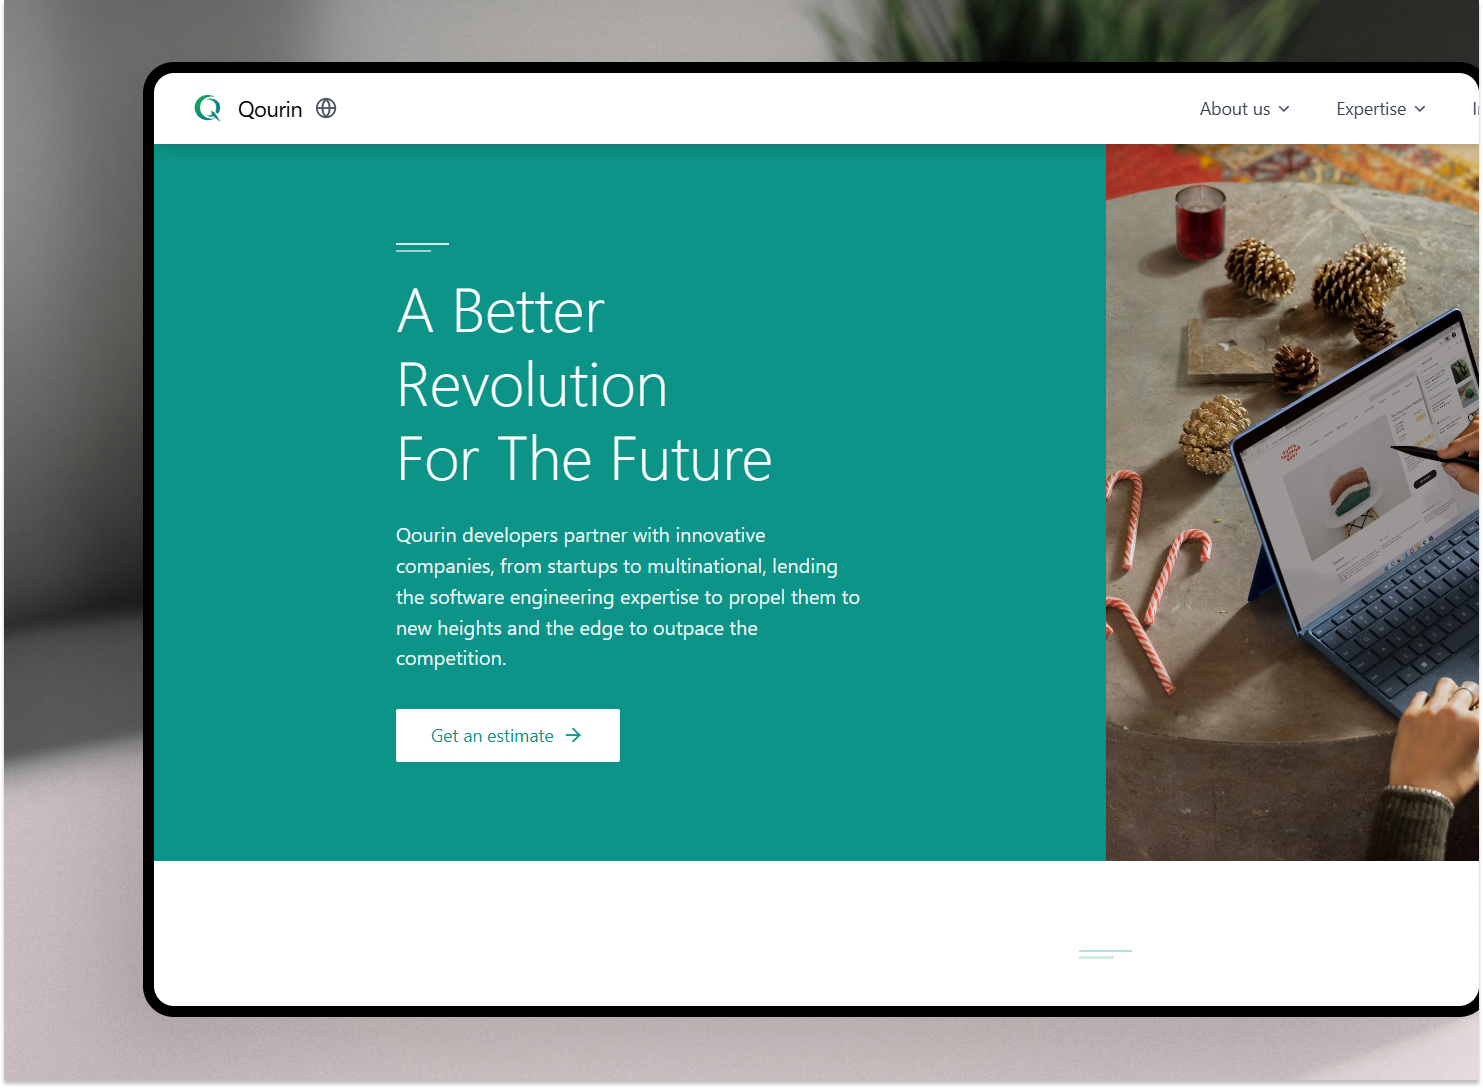 Qourin
About us
Expertise
A Better
Revolution
For The Future
Qourin developers partner with innovative
companies, from startups to multinational, lending
the software engineering expertise to propel them to
new heights and the edge to outpace the
competition.
Get an estimate